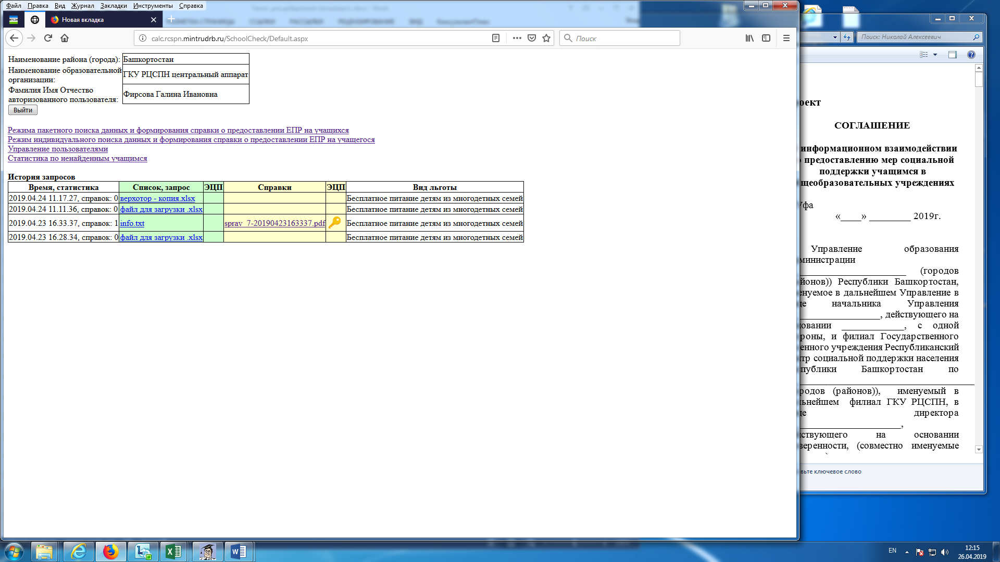 Файл Правка Вид Журнал Закладки Инструменты Справка
Новая вкладка
calc.rcspn.mintrudrb.ru/SchoolCheck/Default.aspx
Поиск
Наименование района (города): Башкортостан
Наименование образовательной
организации:
ГКУ РЦСПН центральный аппарат
Фамилия Имя Отчество
авторизованного пользователя:
Фирсова Галина Ивановна
Выйти
Режима пакетного поиска данных и формирования справки о предоставлении ЕПР на учащихся
Режим индивидуального поиска данных и формирования справки о предоставлении ЕПР на учащегося
Управление пользователями
Статистика по ненайденным учащимся
История запросов
Время, статистика Список, запрос ЭЦП Справки ЭЦП Вид льготы
2019.04.24 11.17.27, справок: 0 верхотор - копия.xlsx Бесплатное питание детям из многодетных семей
2019.04.24 11.11.36, справок: 0 файл для загрузки .xlsx Бесплатное питание детям из многодетных семей
2019.04.23 16.33.37, справок: 1 info.txt sprav_7-20190423163337.pdf Бесплатное питание детям из многодетных семей
2019.04.23 16.28.34, справок: 0 файл для загрузки .xlsx Бесплатное питание детям из многодетных семей
Поиск: Николай Алексеевич
оект
СОГЛАШЕНИЕ
информационном взаимодействии
предоставлению мер социальной
поддержки учащимся в
щеобразовательных учреждениях
Уфа
«____» ________ 2019г.
Управление образования
министрации
____________________ (городов
йонов)) Республики Башкортостан,
енуемое в дальнейшем Управление в
це начальника Управления
________________, действующего на
новании ____________, с одной
роны, и филиал Государственного
енного учреждения Республиканский
нтр социальной поддержки населения
спублики Башкортостан по
__________________________________
родов (районов)), именуемый в
льнейшем филиал ГКУ РЦСПН, в
це директора
____________________,
йствующего на основании
веренности, (совместно именуемые
вьте ключевое слово
EN
12:15
26.04.2019